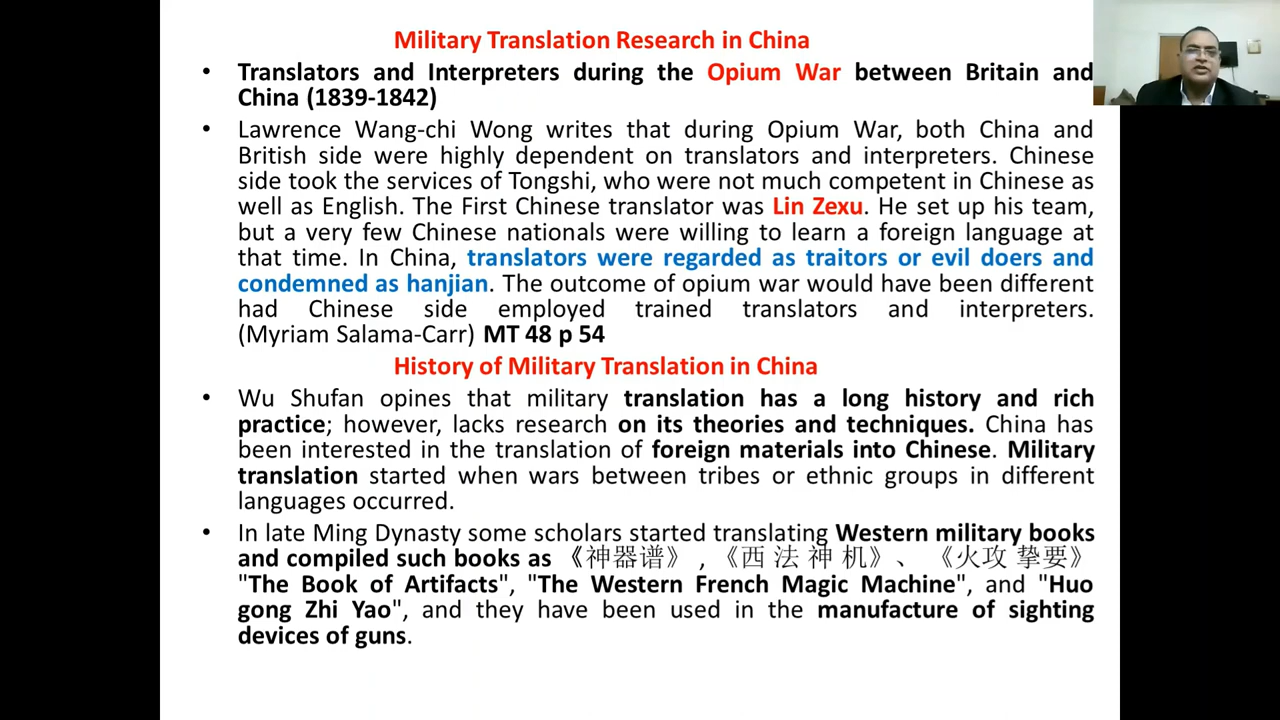 Military Translation Research in China
• Translators and Interpreters during the Opium War between Britain and
China (1839-1842)
• Lawrence Wang-chi Wong writes that during Opium War, both China and
British side were highly dependent on translators and interpreters. Chinese
side took the services of Tongshi, who were not much competent in Chinese as
well as English. The First Chinese translator was Lin Zexu. He set up his team,
but a very few Chinese nationals were willing to learn a foreign language at
that time. In China, translators were regarded as traitors or evil doers and
condemned as hanjian. The outcome of opium war would have been different
had Chinese side employed trained translators and interpreters.
(Myriam Salama-Carr) MT 48 p 54
History of Military Translation in China
• Wu Shufan opines that military translation has a long history and rich
practice; however, lacks research on its theories and techniques. China has
been interested in the translation of foreign materials into Chinese. Military
translation started when wars between tribes or ethnic groups in different
languages occurred.
• In late Ming Dynasty some scholars started translating Western military books
and compiled such books as 《神器谱》 , 《西 法 神 机》、 《火攻 挚要》
"The Book of Artifacts", "The Western French Magic Machine", and "Huo
gong Zhi Yao", and they have been used in the manufacture of sighting
devices of guns.